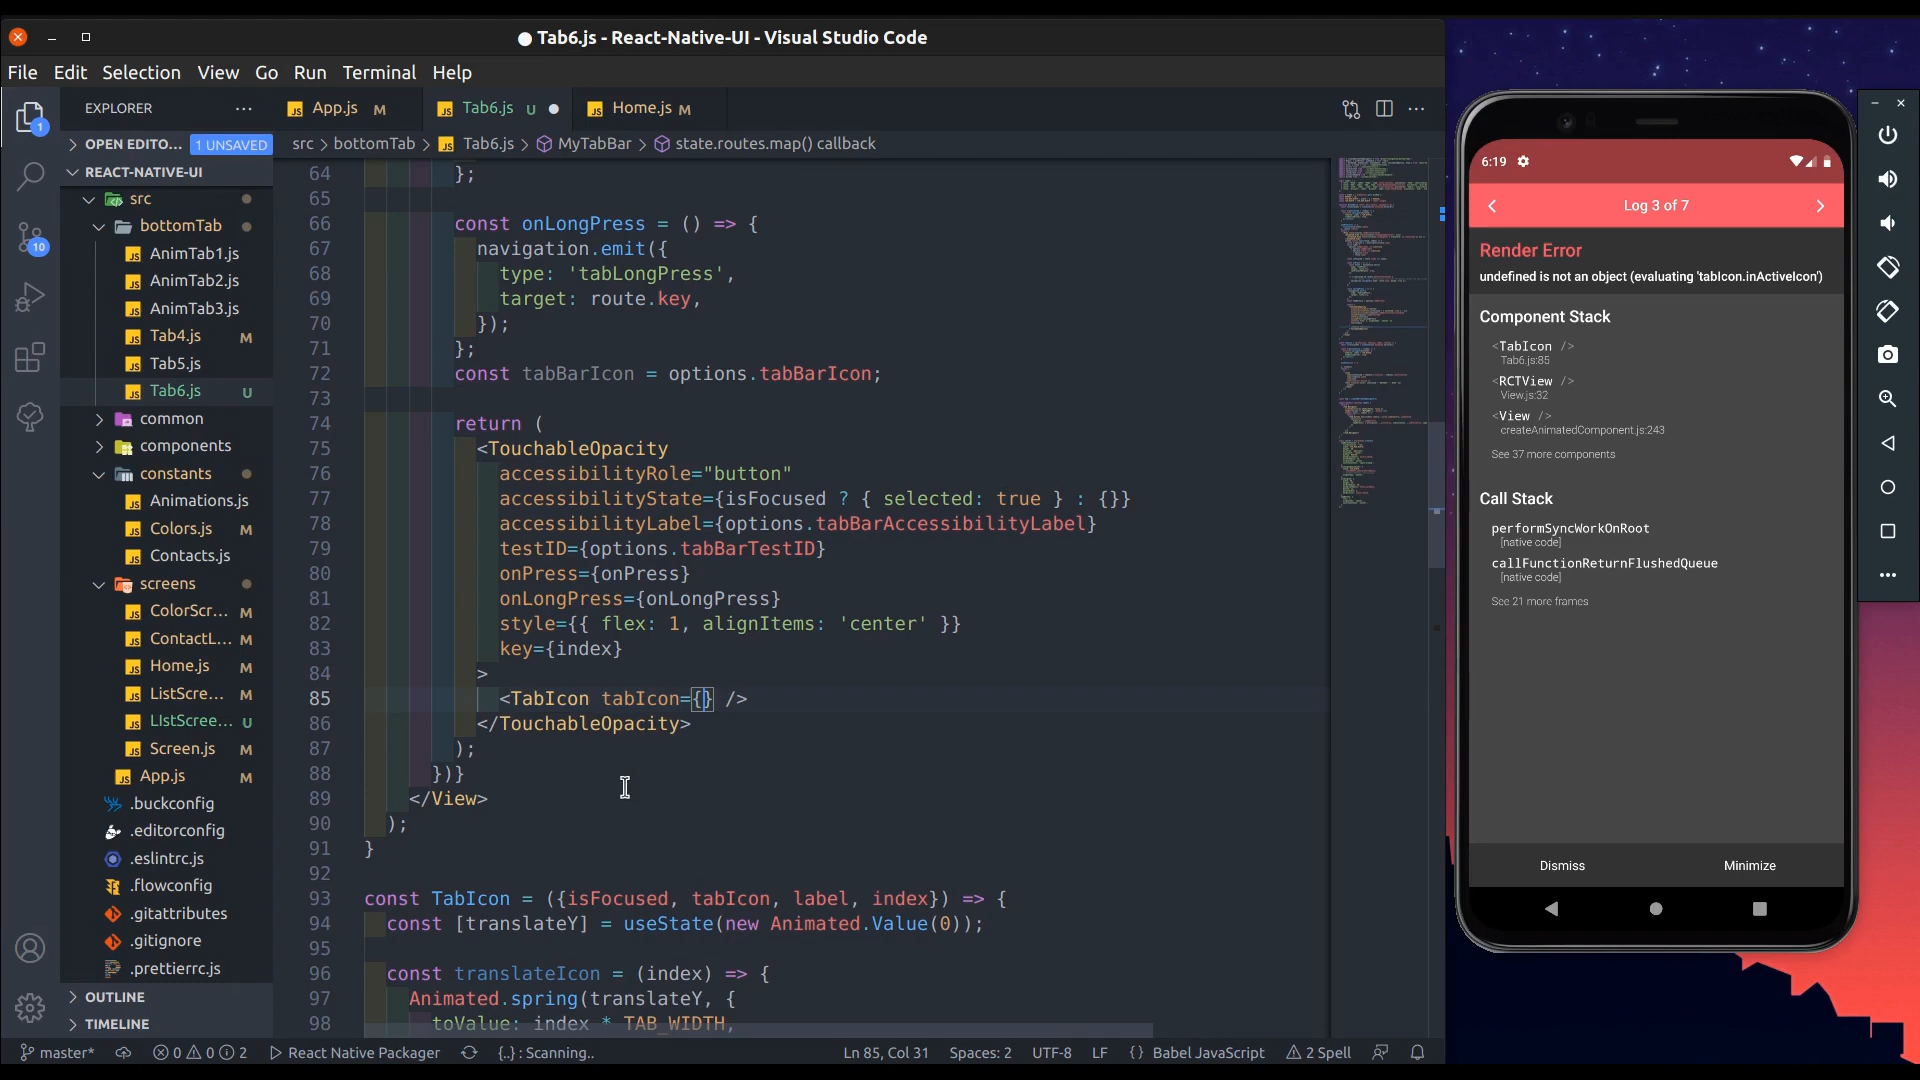 Tab6.js - React-Native-UI - Visual Studio Code
File Edit Selection View Go Run Terminal Help
EXPLORER
App.js M
Tab6.js U
Home.js M
OPEN EDITO... 1 UNSAVED
src > bottomTab > Tab6.js > MyTabBar > state.routes.map() callback
REACT-NATIVE-UI
src
bottomTab
AnimTab1.js
AnimTab2.js
AnimTab3.js
Tab4.js M
Tab5.js
Tab6.js U
common
components
constants
Animations.js
Colors.js M
Contacts.js
screens
ColorScr... M
ContactL... M
Home.js M
ListScre... M
LIstScree... U
Screen.js M
App.js M
.buckconfig
.editorconfig
.eslintrc.js
.flowconfig
.gitattributes
.gitignore
.prettierrc.js
OUTLINE
TIMELINE
1
10
64 };
65
66 const onLongPress = () => {
67 navigation.emit({
68 type: 'tabLongPress',
69 target: route.key,
70 });
71 };
72 const tabBarIcon = options.tabBarIcon;
73
74 return (
75 <TouchableOpacity
76 accessibilityRole="button"
77 accessibilityState={isFocused ? { selected: true } : {}}
78 accessibilityLabel={options.tabBarAccessibilityLabel}
79 testID={options.tabBarTestID}
80 onPress={onPress}
81 onLongPress={onLongPress}
82 style={{ flex: 1, alignItems: 'center' }}
83 key={index}
84 >
85 <TabIcon tabIcon={} />
86 </TouchableOpacity>
87 );
88 })}
89 </View>
90 );
91 }
92
93 const TabIcon = ({isFocused, tabIcon, label, index}) => {
94 const [translateY] = useState(new Animated.Value(0));
95
96 const translateIcon = (index) => {
97 Animated.spring(translateY, {
98 toValue: index * TAB_WIDTH,
master* 0 0 2 React Native Packager {..} : Scanning.. Ln 85, Col 31 Spaces: 2 UTF-8 LF {} Babel JavaScript 2 Spell
6:19
Log 3 of 7
Render Error
undefined is not an object (evaluating 'tabIcon.inActiveIcon')
Component Stack
<TabIcon />
Tab6.js:85
<RCTView />
View.js:32
<View />
createAnimatedComponent.js:243
See 37 more components
Call Stack
performSyncWorkOnRoot
[native code]
callFunctionReturnFlushedQueue
[native code]
See 21 more frames
Dismiss Minimize